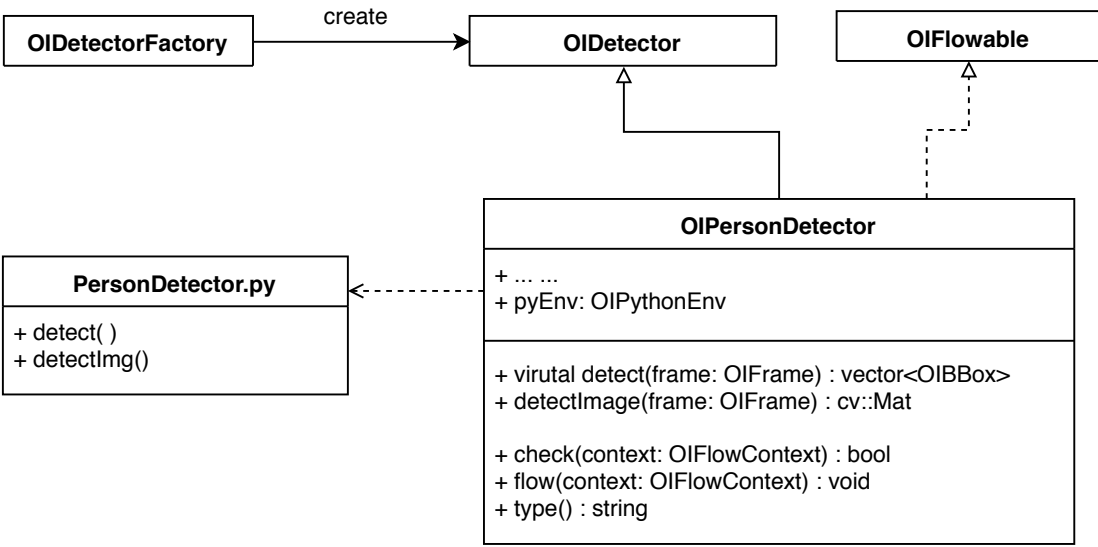 create
OIDetectorFactory
OIDetector
OIFlowable
OIPersonDetector
+ ... ...
+ pyEnv: OIPythonEnv
PersonDetector.py
+ detect( )
+ detectImg()
+ virutal detect(frame: OIFrame) : vector<OIBBox>
+ detectImage(frame: OIFrame) : cv::Mat
+ check(context: OIFlowContext) : bool
+ flow(context: OIFlowContext) : void
+ type() : string